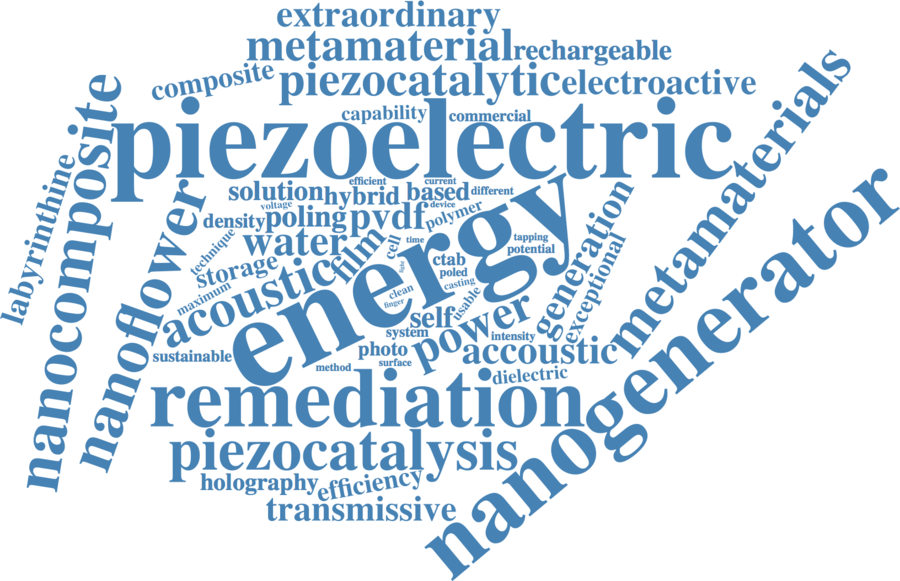 extraordinary
metamaterial rechargeable
composite piezocatalytic electroactive
capability commercial
piezoelectric
labyrinthine
nanocomposite
nanoflower
metamaterials
nanogenerator
efficient current
solution hybrid based different
voltage device
density poling pvdf polymer
technique water film cell time tapping
potential
generation
exceptional
storage
light ctab
poled
maximum acoustic energy
clean casting
finger usable
self power
system intensity
sustainable photo accoustic
surface
method dielectric
remediation
piezocatalysis
holography efficiency
transmissive